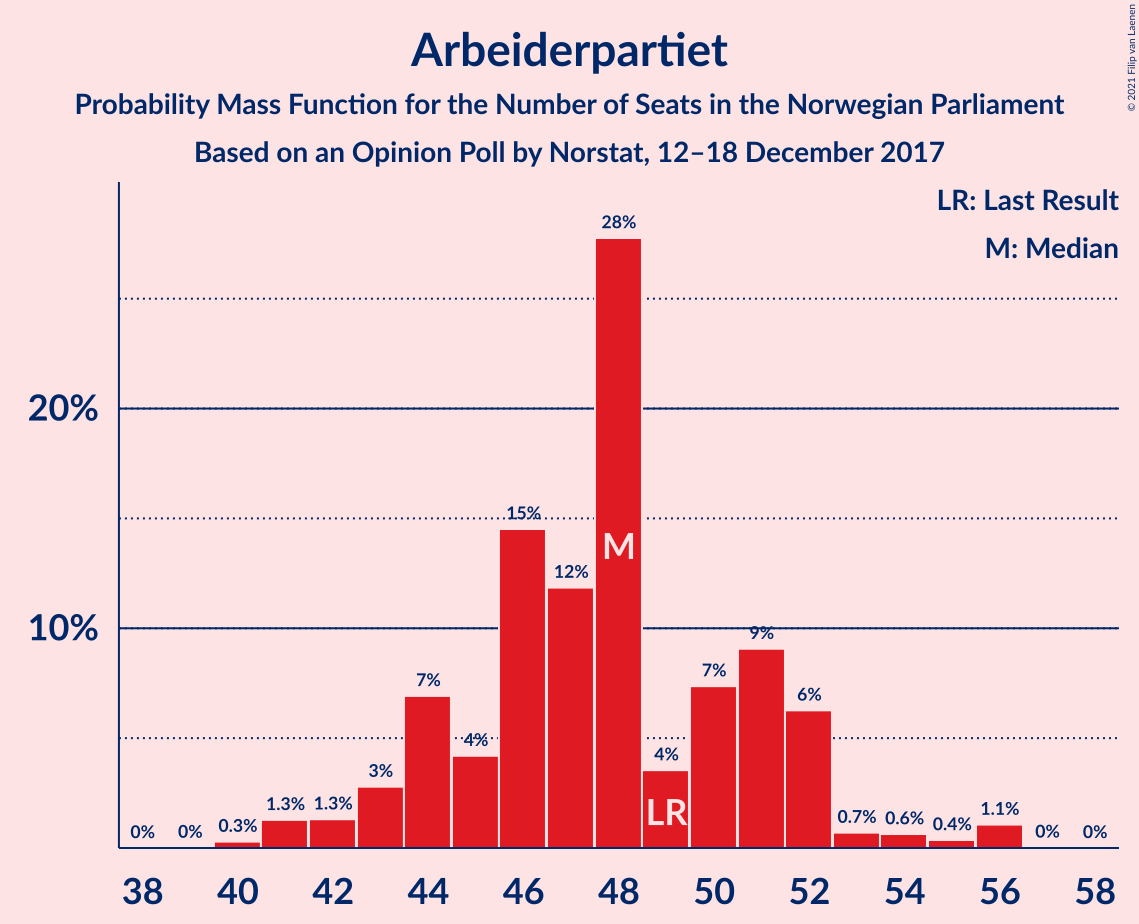 Arbeiderpartiet
Probability Mass Function for the Number of Seats in the Norwegian Parliament
Based on an Opinion Poll by Norstat, 12–18 December 2017
© 2021 Filip van Laenen
LR: Last Result
M: Median
20%
10%
0%
0%
0.3%
1.3%
1.3%
3%
7%
4%
15%
12%
28%
4%
7%
9%
6%
0.7%
0.6%
0.4%
1.1%
0%
0%
M
LR
38 40 42 44 46 48 50 52 54 56 58